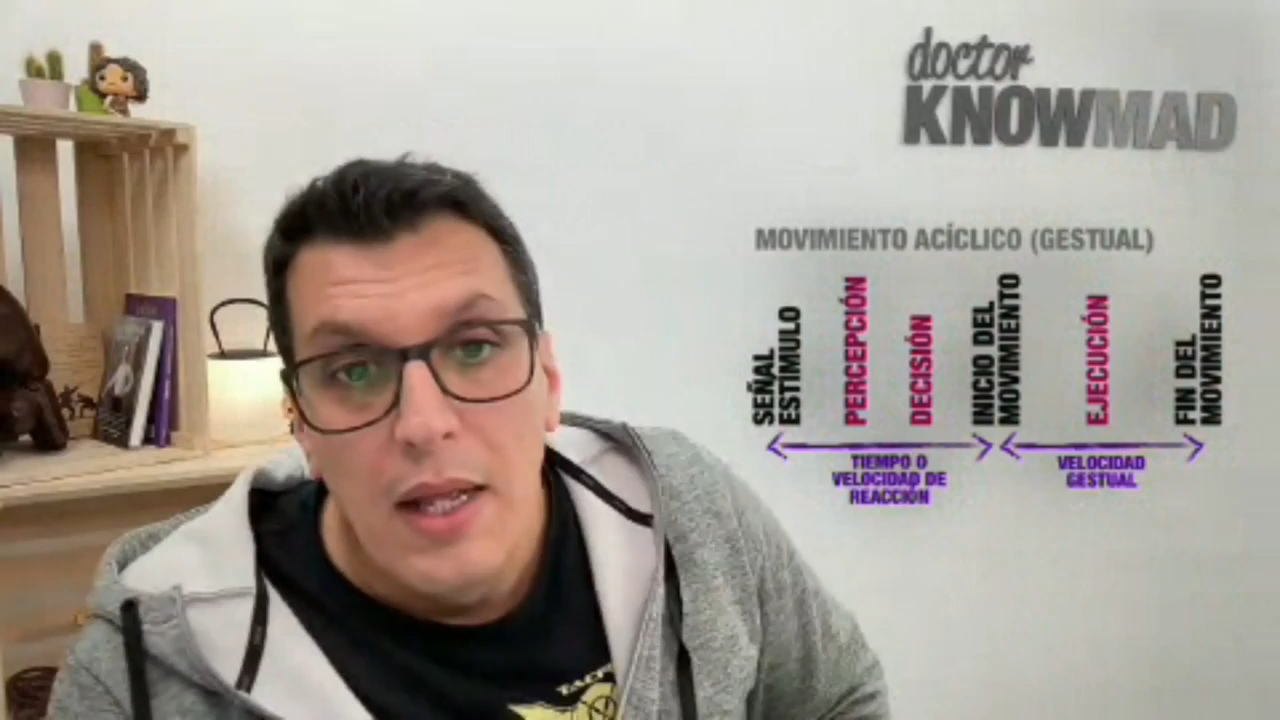 doctor
KNOWMAD
MOVIMIENTO ACÍCLICO (GESTUAL)
SEÑAL
ESTÍMULO
PERCEPCIÓN
DECISIÓN
INICIO DEL
MOVIMIENTO
EJECUCIÓN
FIN DEL
MOVIMIENTO
TIEMPO O
VELOCIDAD DE
REACCIÓN
VELOCIDAD
GESTUAL